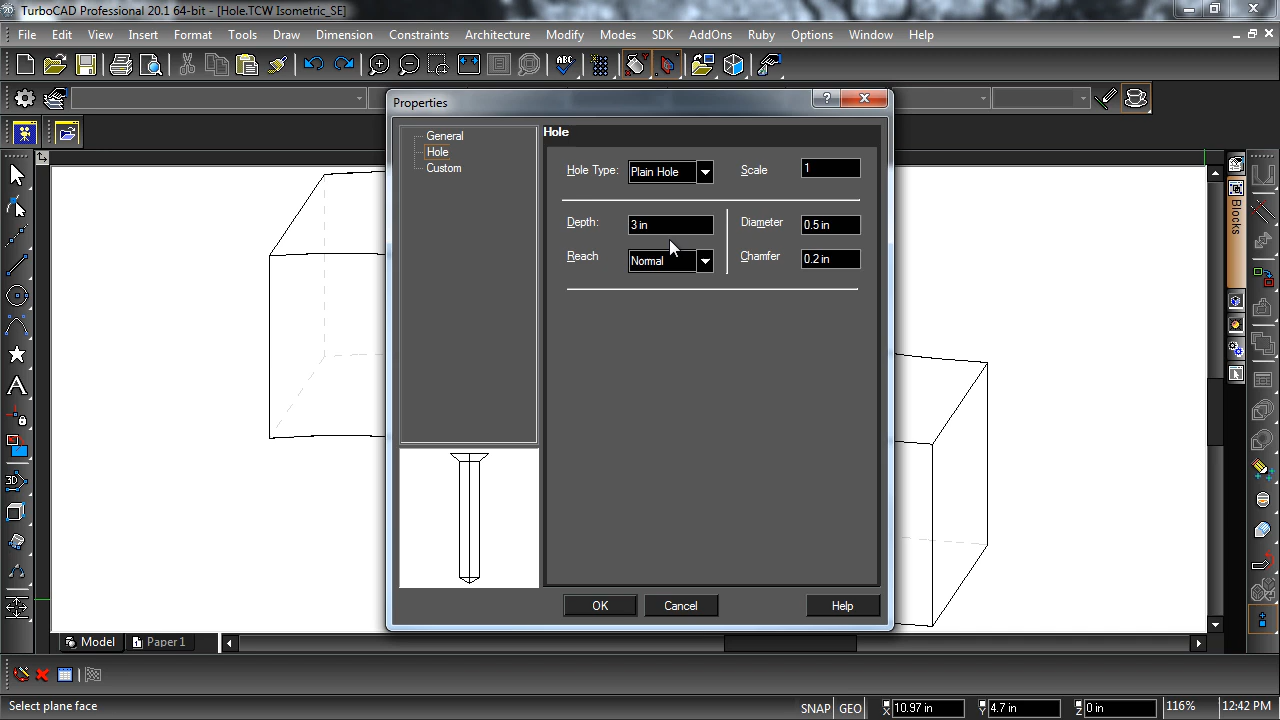 TurboCAD Professional 20.1 64-bit - [Hole.TCW Isometric_SE]
File Edit View Insert Format Tools Draw Dimension Constraints Architecture Modify Modes SDK AddOns Ruby Options Window Help
ABC
Properties
General
Hole
Custom
Hole
Hole Type: Plain Hole Scale 1
Depth: 3 in Diameter 0.5 in
Reach Normal Chamfer 0.2 in
OK Cancel Help
Blocks
3D
Model Paper1
Select plane face
SNAP GEO X 10.97 in Y 4.7 in Z 0 in 116% 12:42 PM